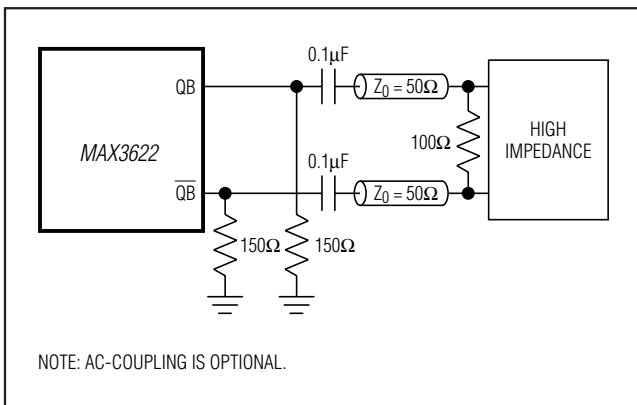 0.1μF
QB
Z0 = 50Ω
MAX3622
100Ω
HIGH
IMPEDANCE
0.1μF
QB
Z0 = 50Ω
150Ω
150Ω
NOTE: AC-COUPLING IS OPTIONAL.